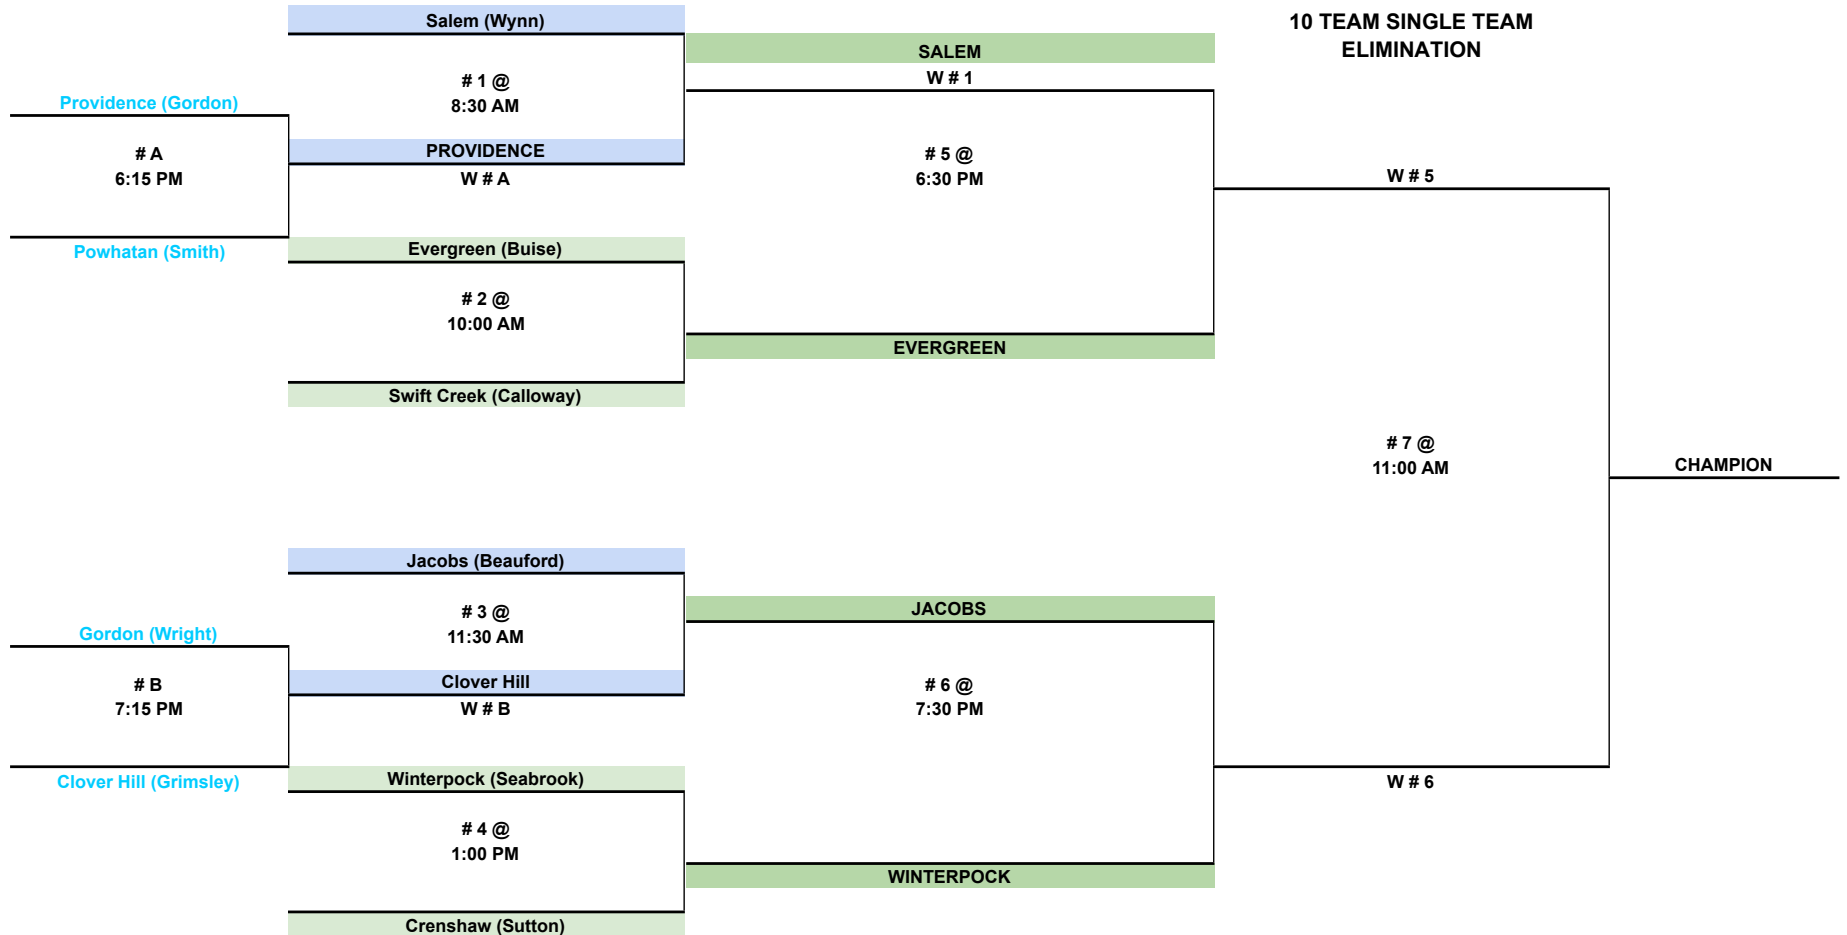 Salem (Wynn)
10 TEAM SINGLE TEAM
ELIMINATION
SALEM
W # 1
# 1 @
8:30 AM
Providence (Gordon)
# A
6:15 PM
PROVIDENCE
W # A
# 5 @
6:30 PM
W # 5
Powhatan (Smith)
Evergreen (Buise)
# 2 @
10:00 AM
EVERGREEN
Swift Creek (Calloway)
# 7 @
11:00 AM
CHAMPION
Jacobs (Beauford)
# 3 @
11:30 AM
JACOBS
Gordon (Wright)
# B
7:15 PM
Clover Hill
W # B
# 6 @
7:30 PM
Clover Hill (Grimsley)
Winterpock (Seabrook)
W # 6
# 4 @
1:00 PM
WINTERPOCK
Crenshaw (Sutton)